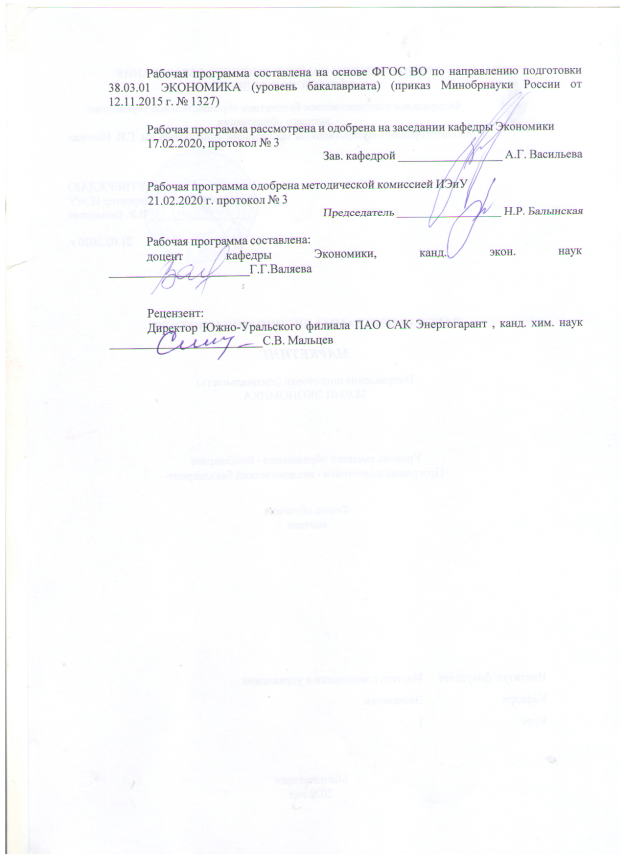 Рабочая программа составлена на основе ФГОС ВО по направлению подготовки
38.03.01 ЭКОНОМИКА (уровень бакалавриата) (приказ Минобрнауки России от
12.11.2015 г. № 1327)
Рабочая программа рассмотрена и одобрена на заседании кафедры Экономики
17.02.2020, протокол № 3
Зав. кафедрой _________________ А.Г. Васильева
Рабочая программа одобрена методической комиссией ИЭиУ
21.02.2020 г. протокол № 3
Председатель _________________ Н.Р. Балынская
Рабочая программа составлена:
доцент кафедры Экономики, канд. экон. наук
_______________________Г.Г.Валяева
Рецензент:
Директор Южно-Уральского филиала ПАО САК Энергогарант , канд. хим. наук
_________________________С.В. Мальцев